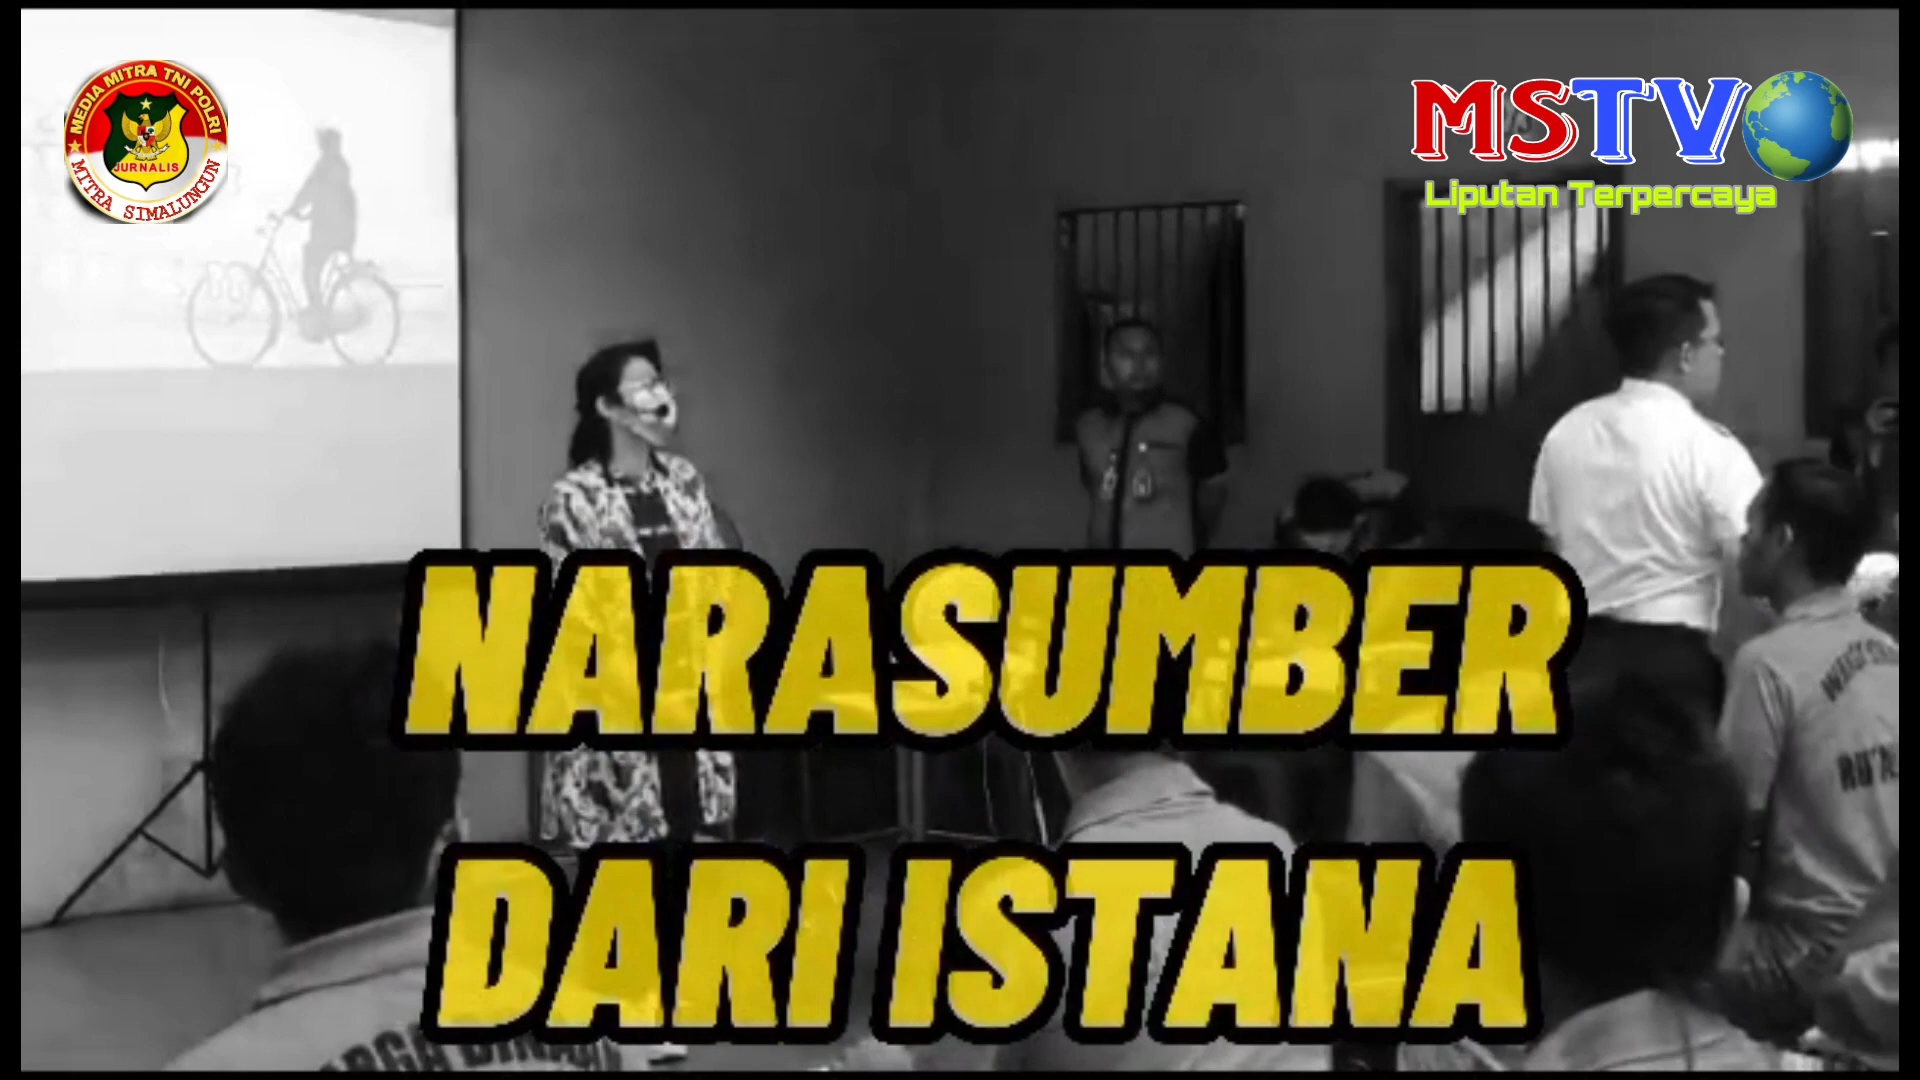 MEDIA MITRA TNI POLRI
JURNALIS
MITRA SIMALUNGUN
MSTV
Liputan Terpercaya
NARASUMBER
DARI ISTANA